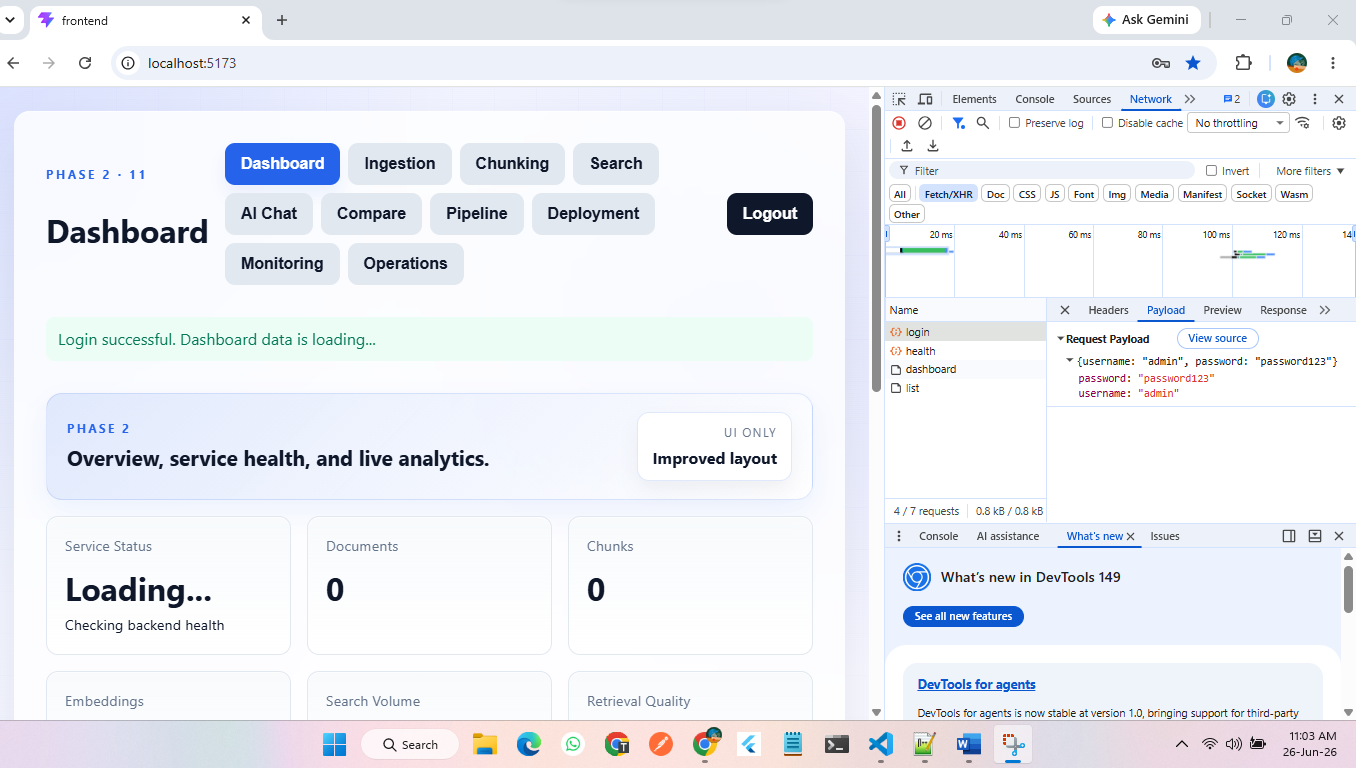 frontend
Ask Gemini
localhost:5173
PHASE 2 · 11
Dashboard
Dashboard
Ingestion
Chunking
Search
AI Chat
Compare
Pipeline
Deployment
Monitoring
Operations
Logout
Login successful. Dashboard data is loading...
PHASE 2
Overview, service health, and live analytics.
UI ONLY
Improved layout
Service Status
Loading...
Checking backend health
Documents
0
Chunks
0
Embeddings
Search Volume
Retrieval Quality
Elements
Console
Sources
Network
2
Preserve log
Disable cache
No throttling
Filter
Invert
More filters
All
Fetch/XHR
Doc
CSS
JS
Font
Img
Media
Manifest
Socket
Wasm
Other
20 ms
40 ms
60 ms
80 ms
100 ms
120 ms
14
Name
login
health
dashboard
list
4 / 7 requests
0.8 kB / 0.8 kB
Headers
Payload
Preview
Response
Request Payload
View source
{username: "admin", password: "password123"}
password: "password123"
username: "admin"
Console
AI assistance
What's new
Issues
What's new in DevTools 149
See all new features
DevTools for agents
DevTools for agents is now stable at version 1.0, bringing support for third-party
Search
11:03 AM
26-Jun-26